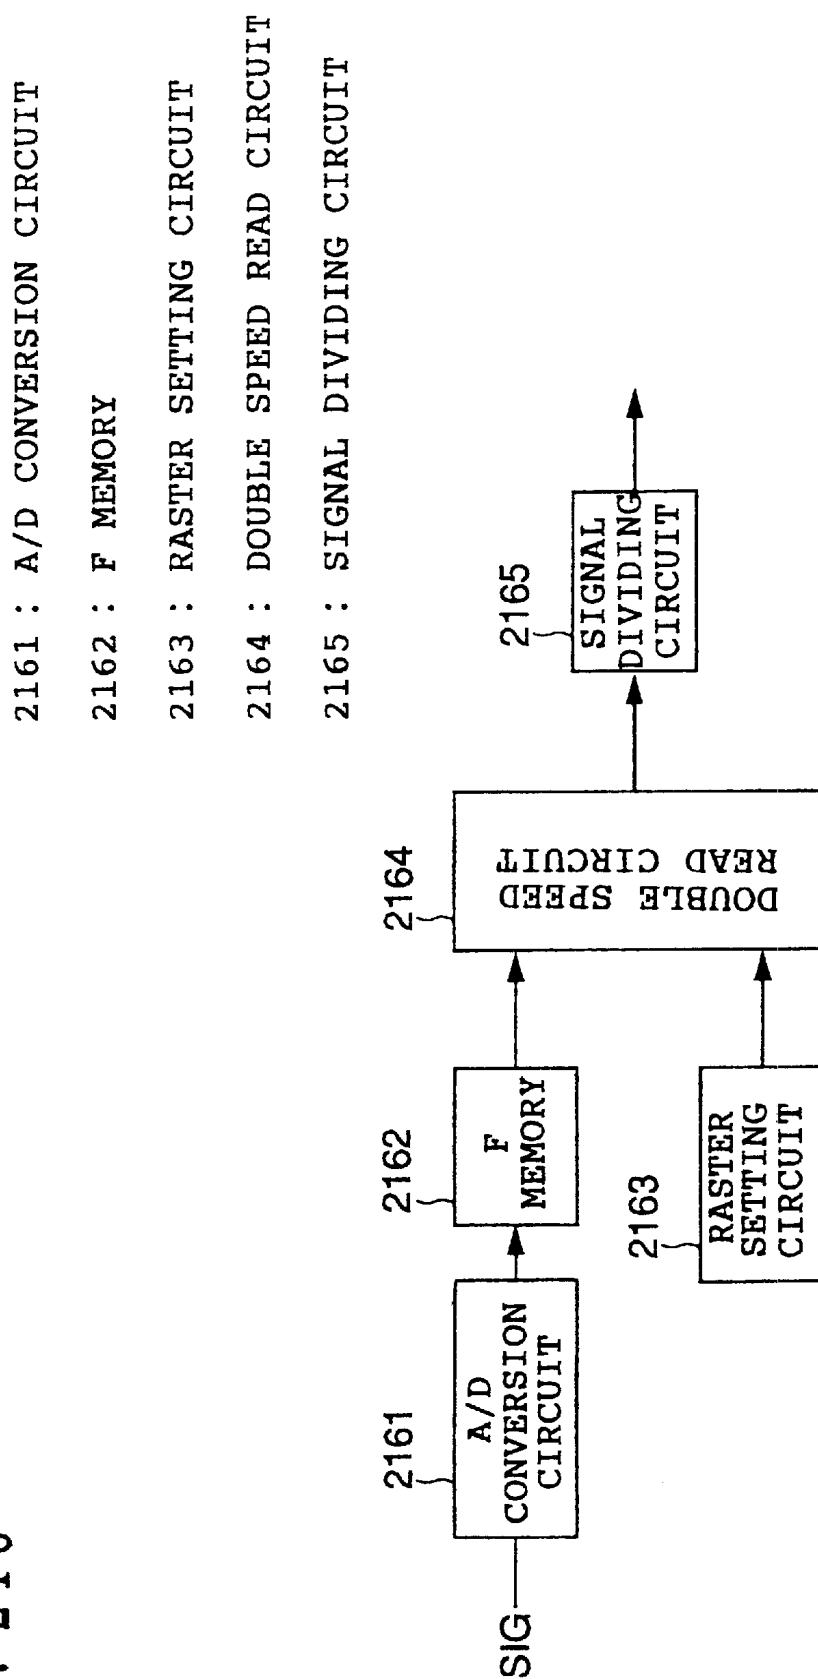 2161 : A/D CONVERSION CIRCUIT
2162 : F MEMORY
2163 : RASTER SETTING CIRCUIT
2164 : DOUBLE SPEED READ CIRCUIT
2165 : SIGNAL DIVIDING CIRCUIT
SIG
2161
A/D
CONVERSION
CIRCUIT
2162
F
MEMORY
2163
RASTER
SETTING
CIRCUIT
2164
DOUBLE SPEED
READ CIRCUIT
2165
SIGNAL
DIVIDING
CIRCUIT